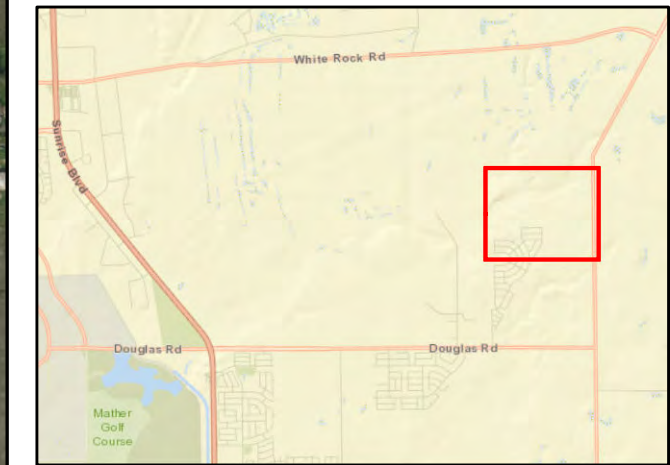 White Rock Rd
Sunrise Blvd
Douglas Rd
Douglas Rd
Mather
Golf
Course